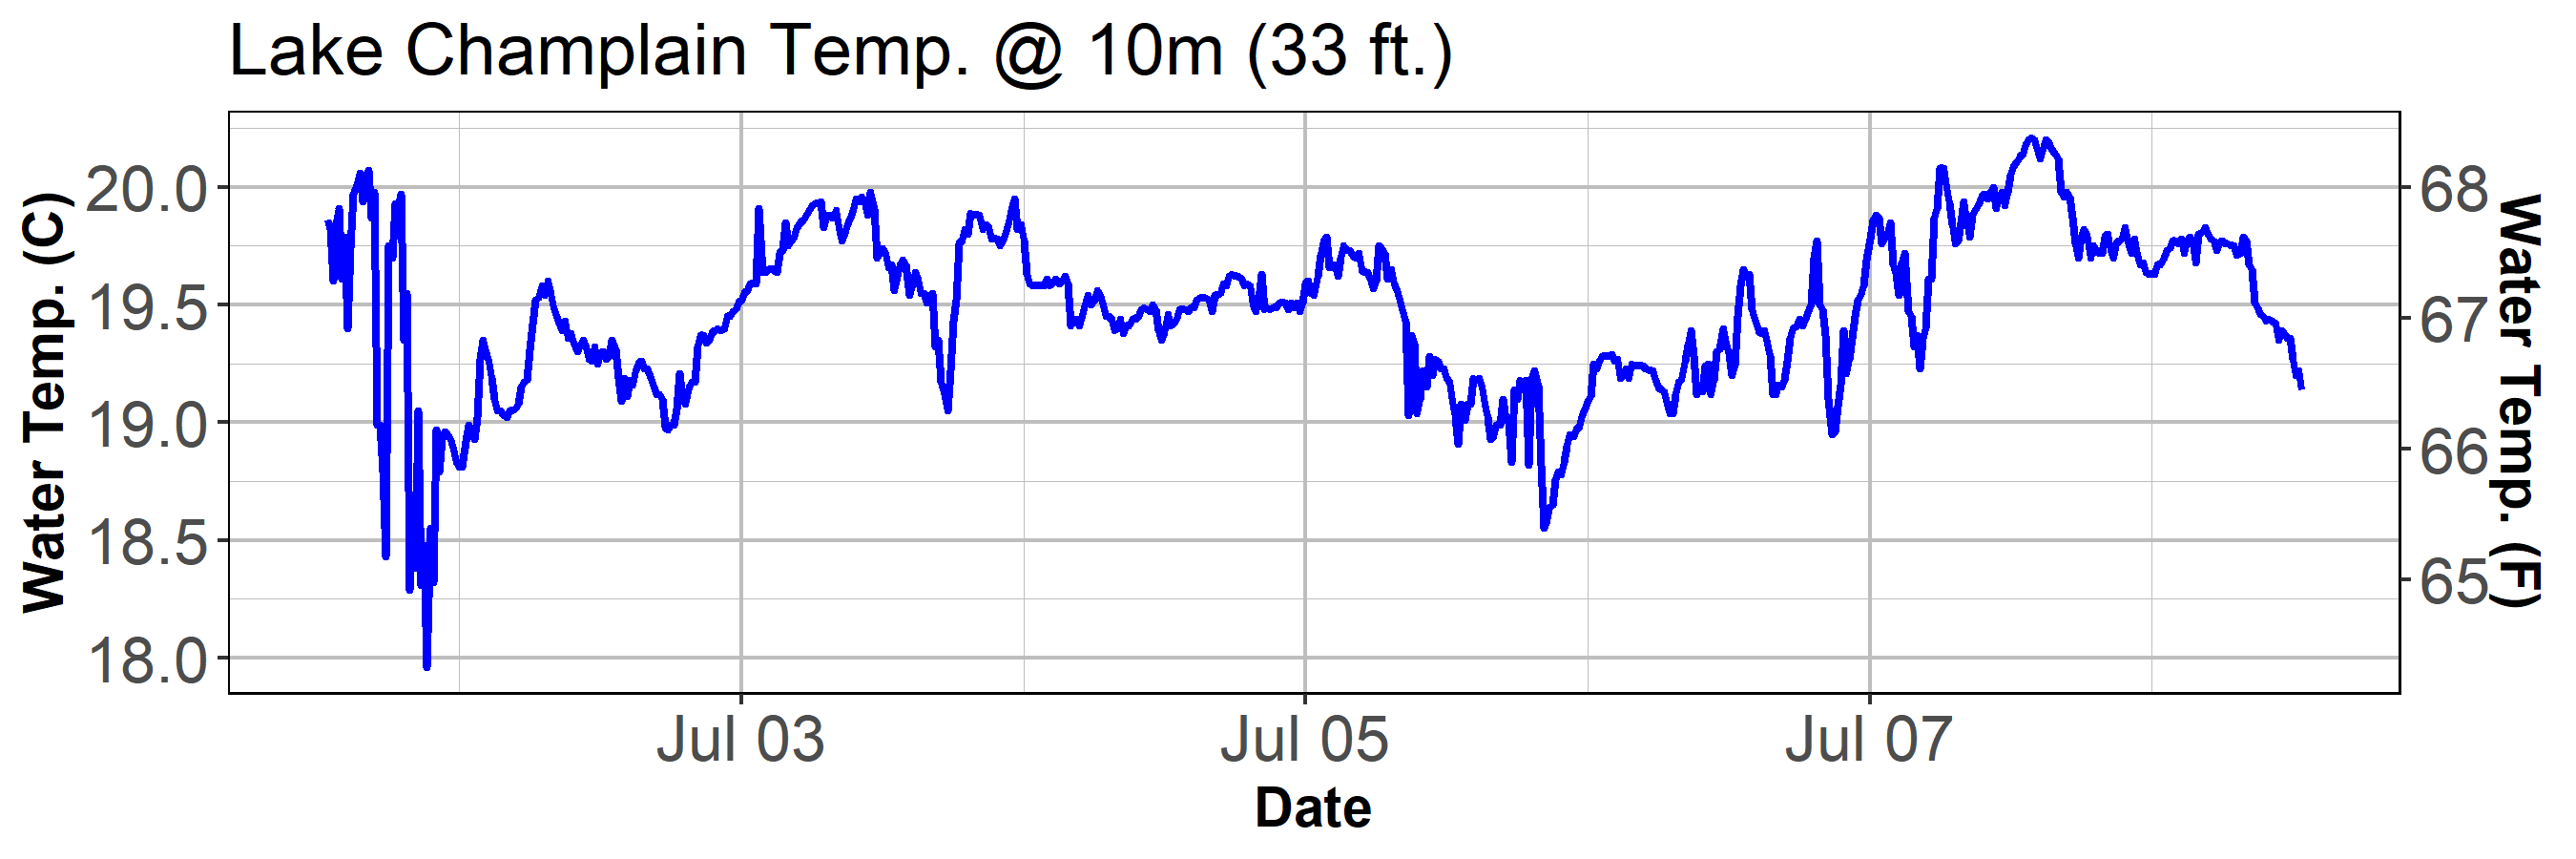 Lake Champlain Temp. @ 10m (33 ft.)
Water Temp. (C)
20.0
19.5
19.0
18.5
18.0
68
67
66
65
Water Temp. (F)
Jul 03 Jul 05 Jul 07
Date